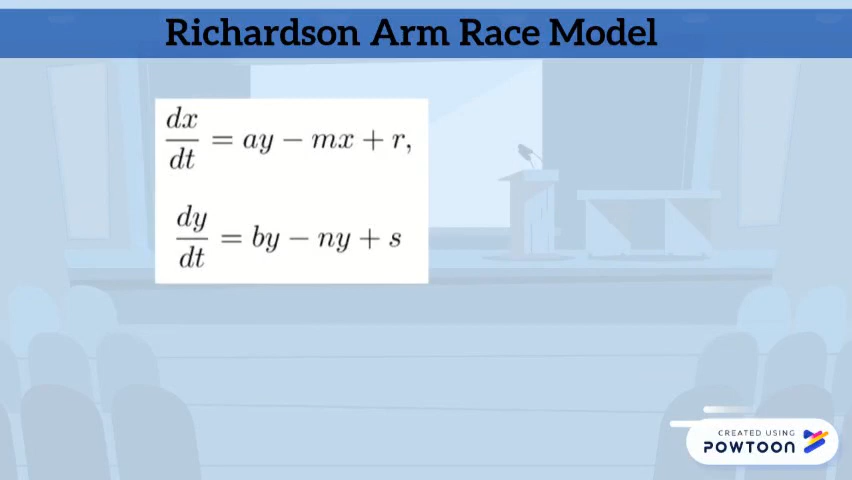 Richardson Arm Race Model
dx/dt = ay − mx + r,
dy/dt = by − ny + s
CREATED USING
POWTOON